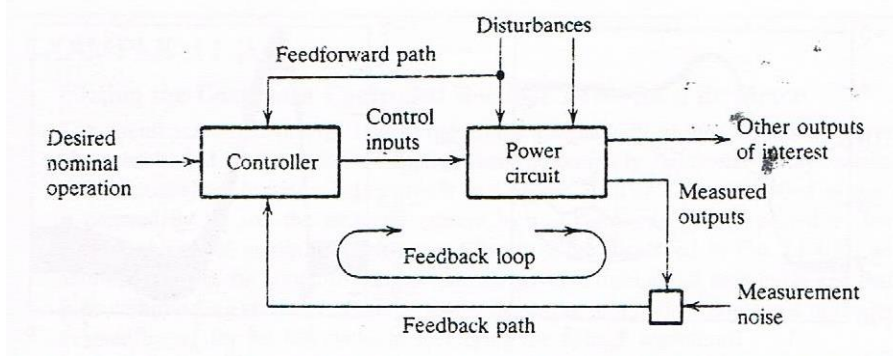 Disturbances
Feedforward path
Control
inputs
Desired
nominal
operation
Controller
Power
circuit
Other outputs
of interest
Measured
outputs
Feedback loop
Measurement
noise
Feedback path